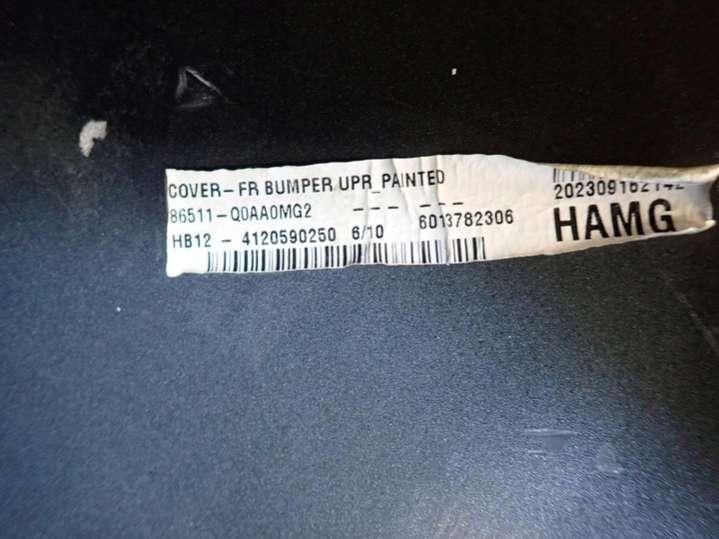 COVER-FR BUMPER UPR_PAINTED
86511-Q0AA0MG2 --- ---
HB12 - 4120590250 6/10 6013782306
HAMG